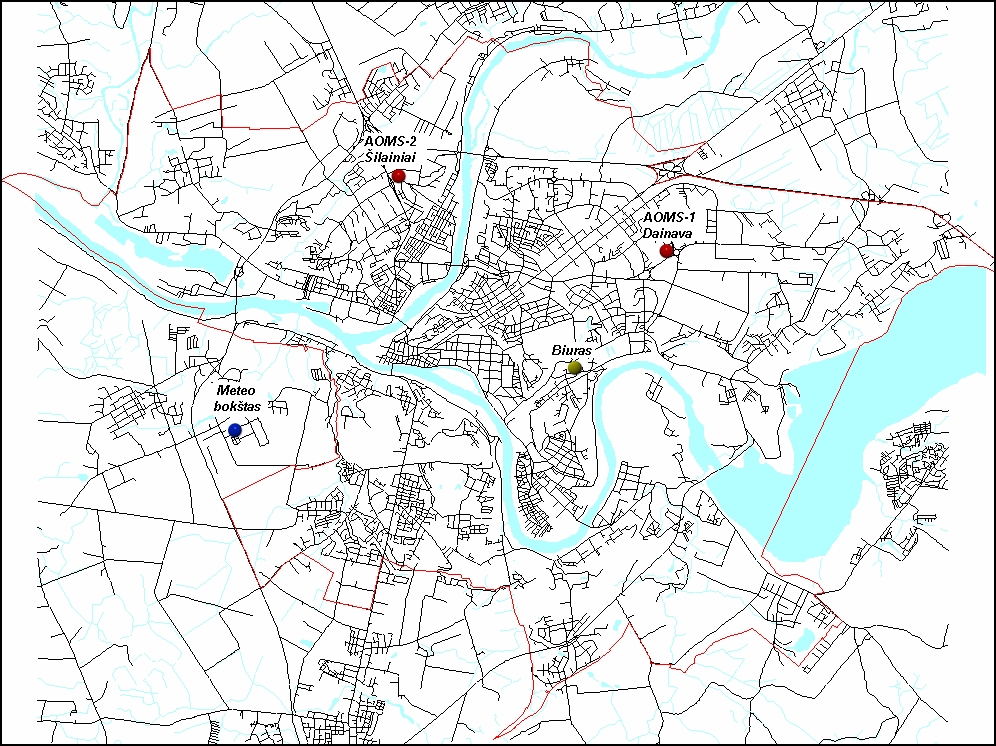 AOMS-2
Šilainiai
AOMS-1
Dainava
Biuras
Meteo
bokštas